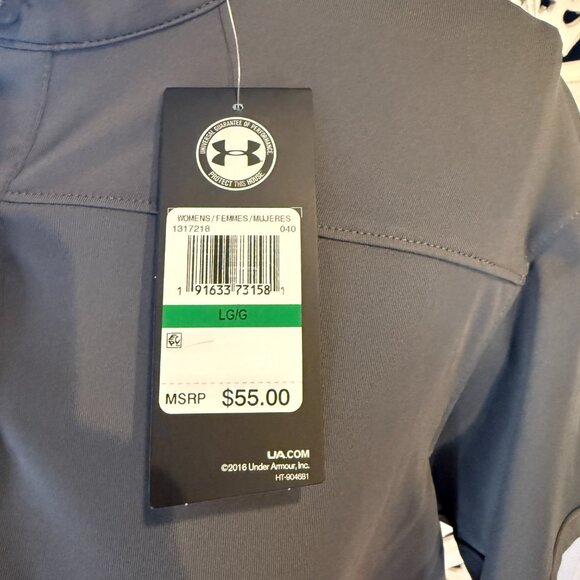 UNIVERSAL GUARANTEE OF PERFORMANCE
PROTECT THIS HOUSE
WOMENS/FEMMES/MUJERES
1317218 040
1 91633 73158 1
LG/G
MSRP $55.00
UA.COM
©2016 Under Armour, Inc.
HT-904681